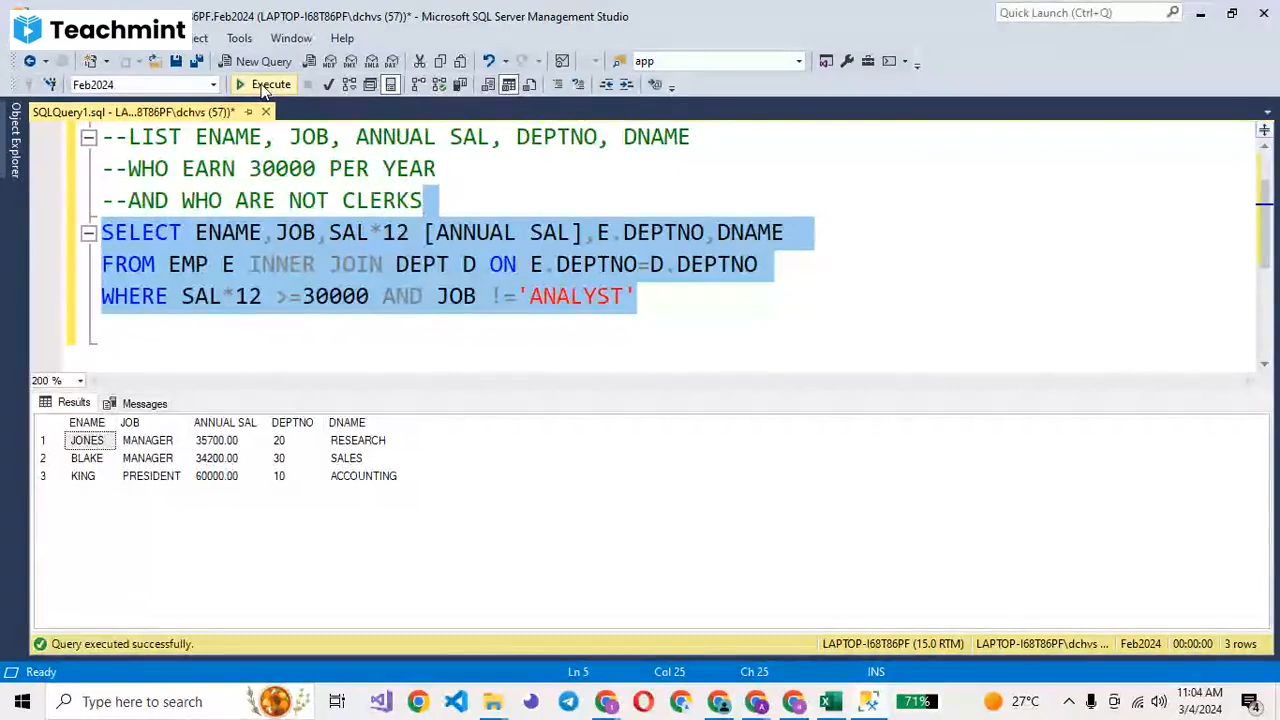 6PF.Feb2024 (LAPTOP-I68T86PF\dchvs (57))* - Microsoft SQL Server Management Studio
Quick Launch (Ctrl+Q)
Teachmint
Tools Window Help
New Query
app
Feb2024
Execute
SQLQuery1.sql - LA...8T86PF\dchvs (57))*
Object Explorer
--LIST ENAME, JOB, ANNUAL SAL, DEPTNO, DNAME
--WHO EARN 30000 PER YEAR
--AND WHO ARE NOT CLERKS
SELECT ENAME,JOB,SAL*12 [ANNUAL SAL],E.DEPTNO,DNAME
FROM EMP E INNER JOIN DEPT D ON E.DEPTNO=D.DEPTNO
WHERE SAL*12 >=30000 AND JOB !='ANALYST'
200 %
Results Messages
ENAME JOB ANNUAL SAL DEPTNO DNAME
1 JONES MANAGER 35700.00 20 RESEARCH
2 BLAKE MANAGER 34200.00 30 SALES
3 KING PRESIDENT 60000.00 10 ACCOUNTING
Query executed successfully.
LAPTOP-I68T86PF (15.0 RTM) LAPTOP-I68T86PF\dchvs ... Feb2024 00:00:00 3 rows
Ready Ln 5 Col 25 Ch 25 INS
Type here to search
71%
27°C
11:04 AM
3/4/2024
4